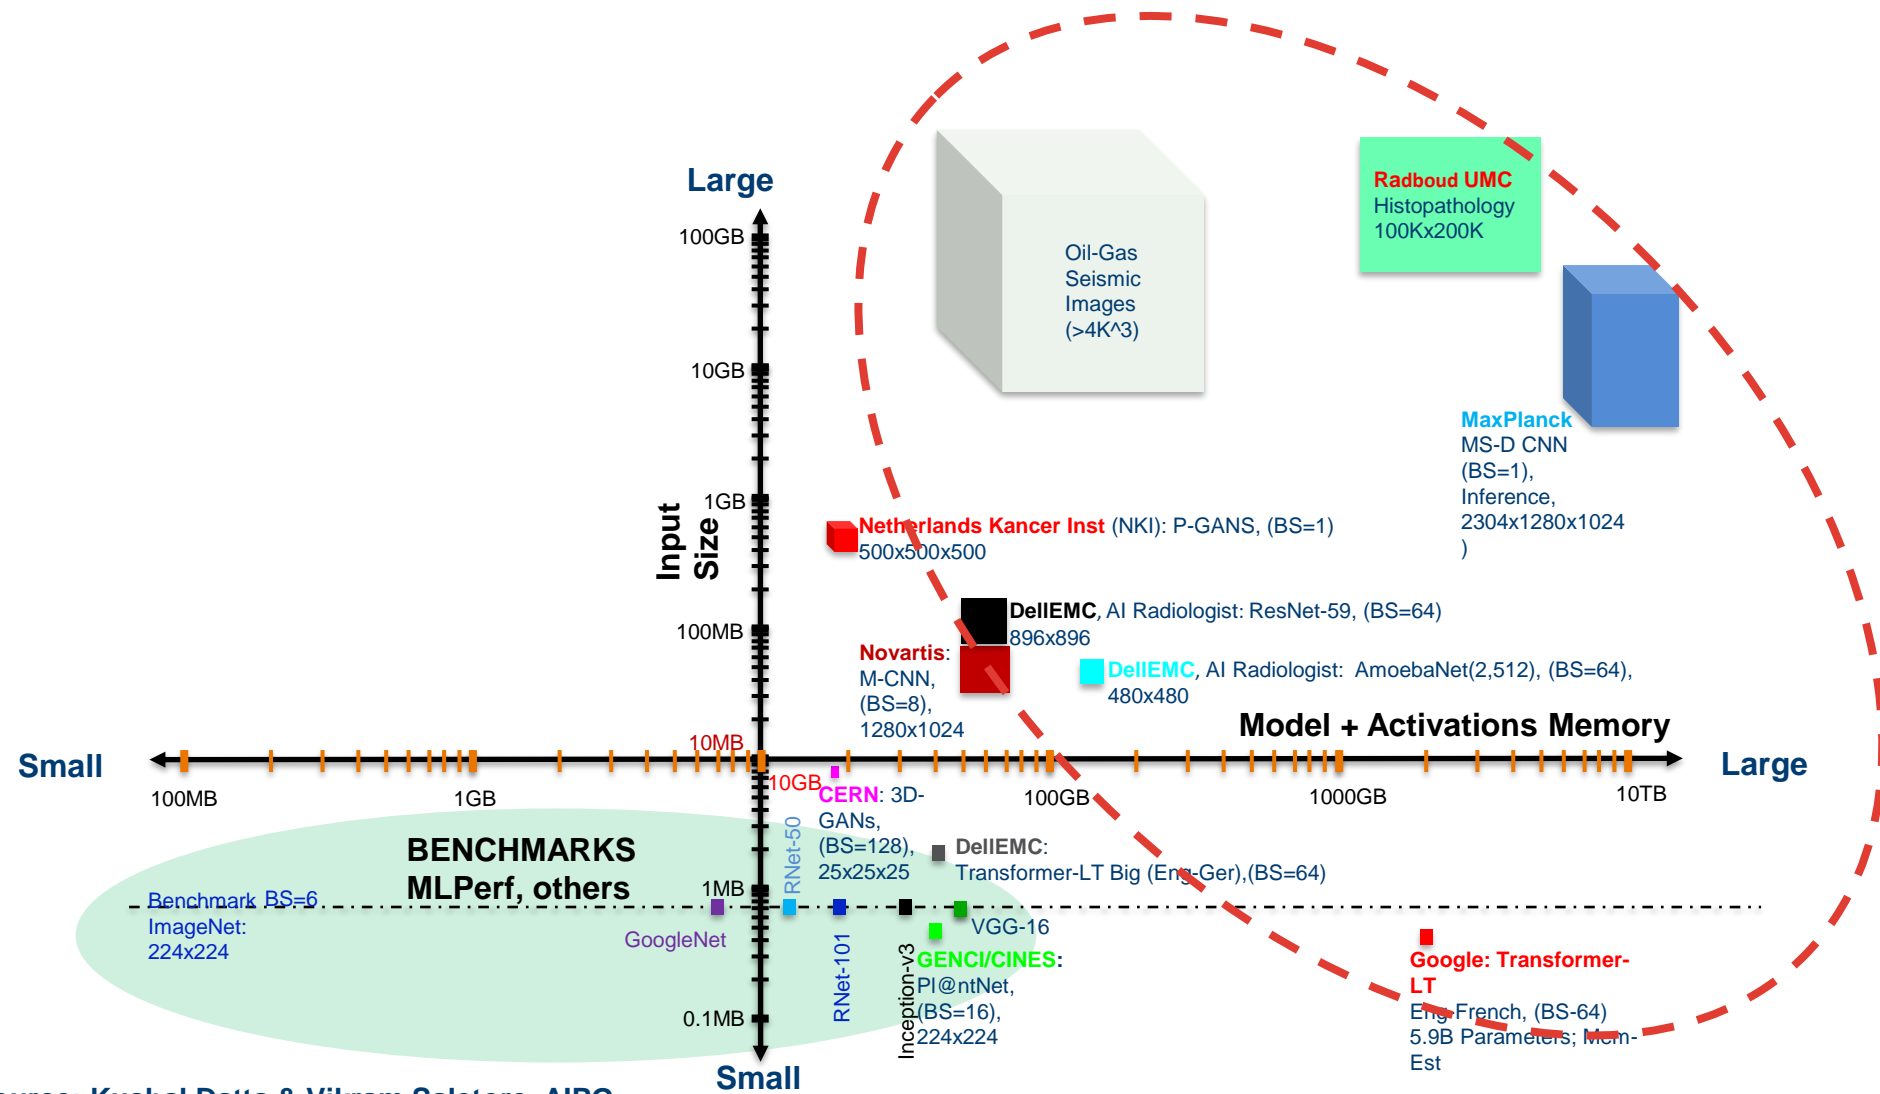 Large
100GB
10GB
1GB
100MB
10MB
10GB
1MB
0.1MB
Small
Input
Size
Oil-Gas
Seismic
Images
(>4K^3)
Radboud UMC
Histopathology
100Kx200K
MaxPlanck
MS-D CNN
(BS=1),
Inference,
2304x1280x1024
)
Netherlands Kancer Inst (NKI): P-GANS, (BS=1)
500x500x500
DellEMC, AI Radiologist: ResNet-59, (BS=64)
896x896
Novartis:
M-CNN,
(BS=8),
1280x1024
DellEMC, AI Radiologist: AmoebaNet(2,512), (BS=64),
480x480
Model + Activations Memory
Small
Large
100MB
1GB
100GB
1000GB
10TB
CERN: 3D-
GANs,
(BS=128),
25x25x25
RNet-50
BENCHMARKS
MLPerf, others
DellEMC:
Transformer-LT Big (Eng-Ger),(BS=64)
Benchmark BS=6
ImageNet:
224x224
GoogleNet
RNet-101
Inception-v3
VGG-16
GENCI/CINES:
Pl@ntNet,
(BS=16),
224x224
Google: Transformer-
LT
Eng-French, (BS-64)
5.9B Parameters; Mem-
Est
Kushal Datta & Vikram Saletore, AIPG